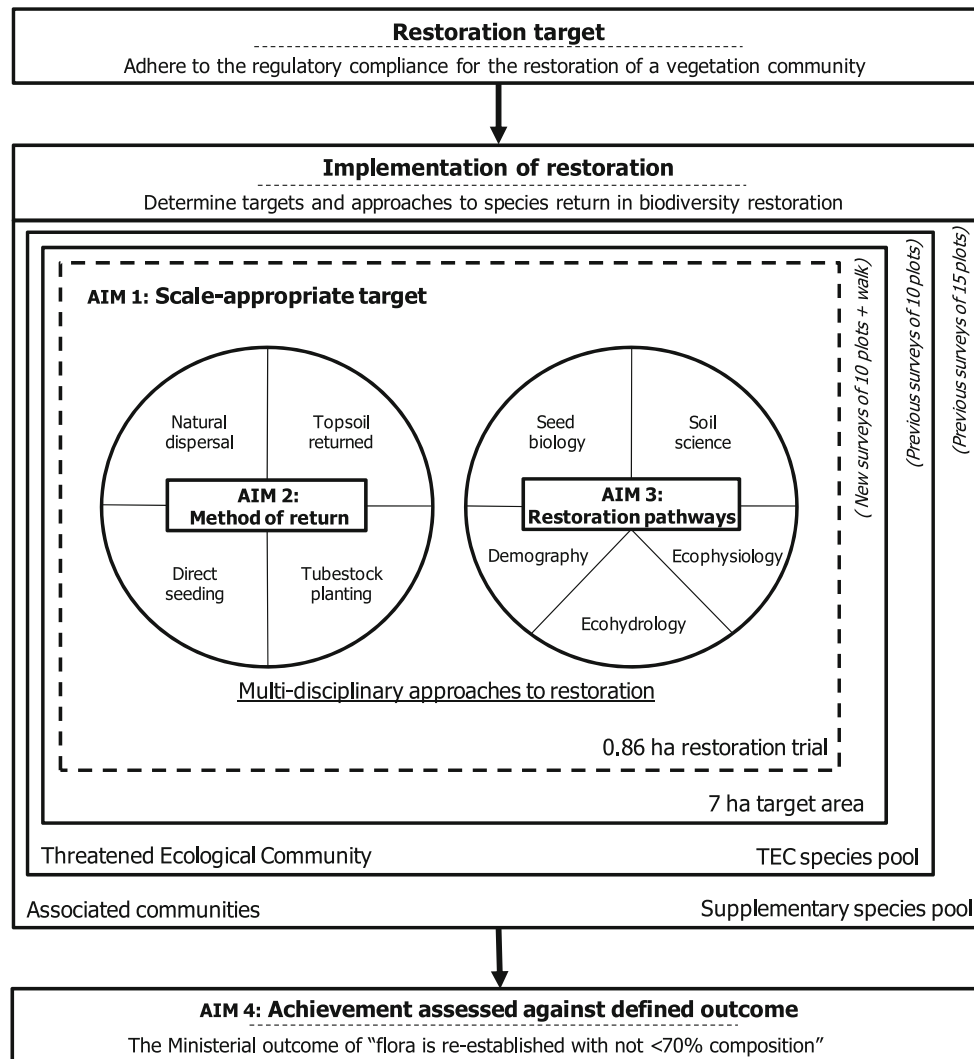 Restoration target
Adhere to the regulatory compliance for the restoration of a vegetation community
Implementation of restoration
Determine targets and approaches to species return in biodiversity restoration
AIM 1: Scale-appropriate target
Natural
dispersal
Topsoil
returned
AIM 2:
Method of return
Direct
seeding
Tubestock
planting
Seed
biology
Soil
science
AIM 3:
Restoration pathways
Demography
Ecophysiology
Ecohydrology
Multi-disciplinary approaches to restoration
0.86 ha restoration trial
( New surveys of 10 plots + walk)
7 ha target area
(Previous surveys of 10 plots)
Threatened Ecological Community
TEC species pool
(Previous surveys of 15 plots)
Associated communities
Supplementary species pool
AIM 4: Achievement assessed against defined outcome
The Ministerial outcome of “flora is re-established with not <70% composition”